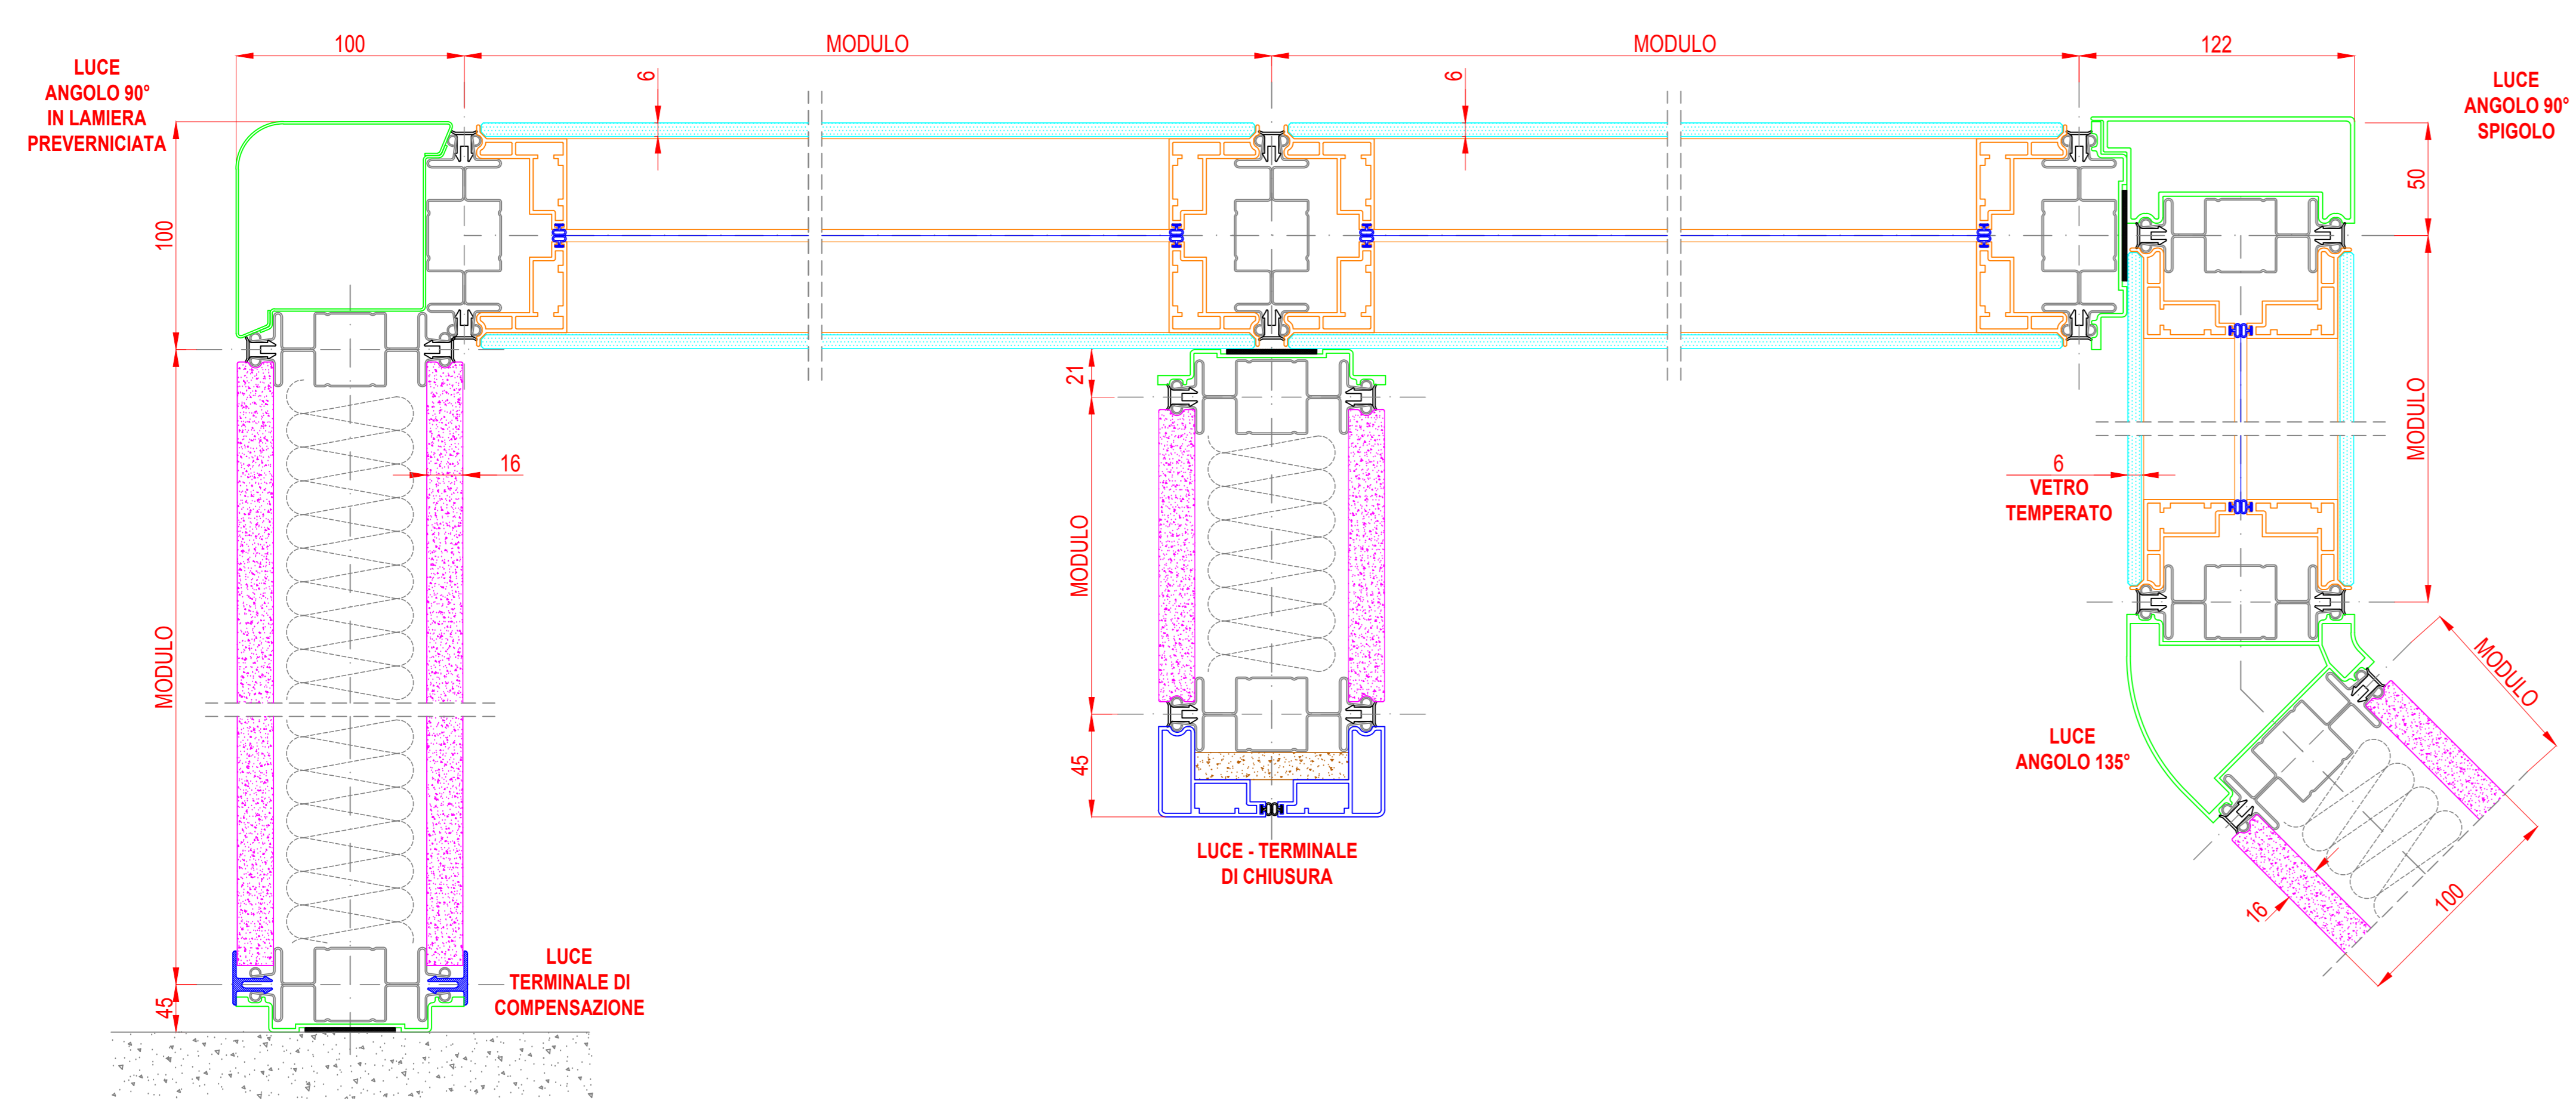 100
MODULO
MODULO
122
LUCE
ANGOLO 90°
IN LAMIERA
PREVERNICIATA
6
6
LUCE
ANGOLO 90°
SPIGOLO
100
50
21
16
MODULO
6
VETRO
TEMPERATO
MODULO
MODULO
MODULO
LUCE
ANGOLO 135°
45
LUCE - TERMINALE
DI CHIUSURA
16
100
LUCE
TERMINALE DI
COMPENSAZIONE
45